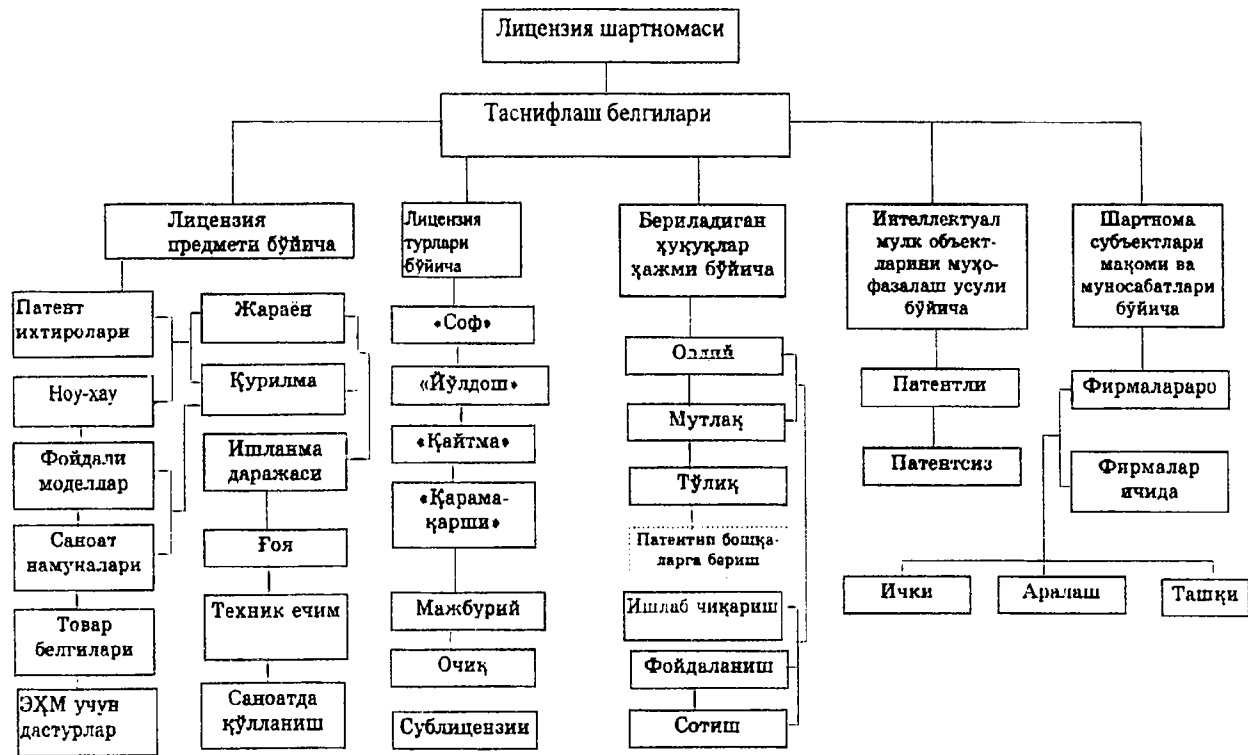 Лицензия шартномаси
Таснифлаш белгилари
Лицензия
предмети бўйича
Патент
ихтиролари
Ноу-хау
Фойдали
моделлар
Саноат
намуналари
Товар
белгилари
ЭҲМ учун
дастурлар
Жараён
Қурилма
Ишланма
даражаси
Ғоя
Техник ечим
Саноатда
қўлланиш
Лицензия
турлари
бўйича
«Соф»
«Йўлдош»
«Қайтма»
«Қарама-
қарши»
Мажбурий
Очиқ
Сублицензии
Бериладиган
ҳуқуқлар
ҳажми бўйича
Оддий
Мутлақ
Тўлиқ
Патентни бошқа-
ларга бериш
Ишлаб чиқариш
Фойдаланиш
Сотиш
Интеллектуал
мулк объект-
ларини муҳо-
фазалаш усули
бўйича
Патентли
Патентсиз
Шартнома
субъектлари
мақоми ва
муносабатлари
бўйича
Фирмалараро
Фирмалар
ичида
Ички
Аралаш
Ташқи